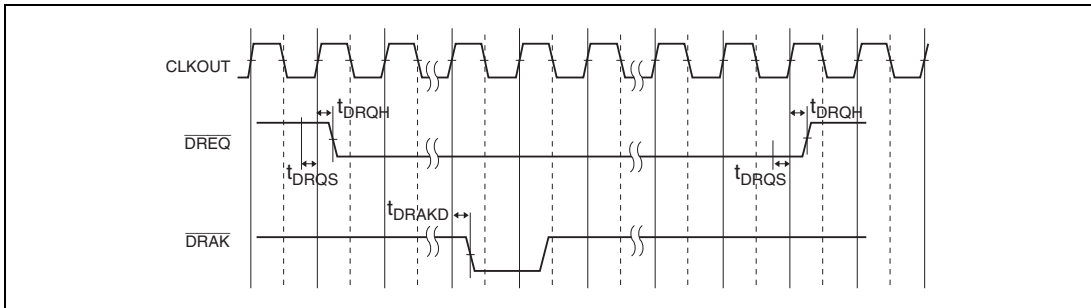 CLKOUT
tDRQH
tDRQH
DREQ
tDRQS
tDRQS
tDRAKD
DRAK